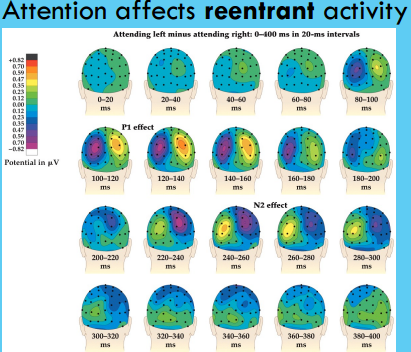 Attention affects reentrant activity
Attending left minus attending right: 0–400 ms in 20-ms intervals
+0.82
0.70
0.59
0.47
0.35
0.23
0.12
0.00
0.12
0.23
0.35
0.47
0.59
0.70
−0.82
Potential in µV
0–20
ms
20–40
ms
40–60
ms
60–80
ms
80–100
ms
P1 effect
100–120
ms
120–140
ms
140–160
ms
160–180
ms
180–200
ms
N2 effect
200–220
ms
220–240
ms
240–260
ms
260–280
ms
280–300
ms
300–320
ms
320–340
ms
340–360
ms
360–380
ms
380–400
ms